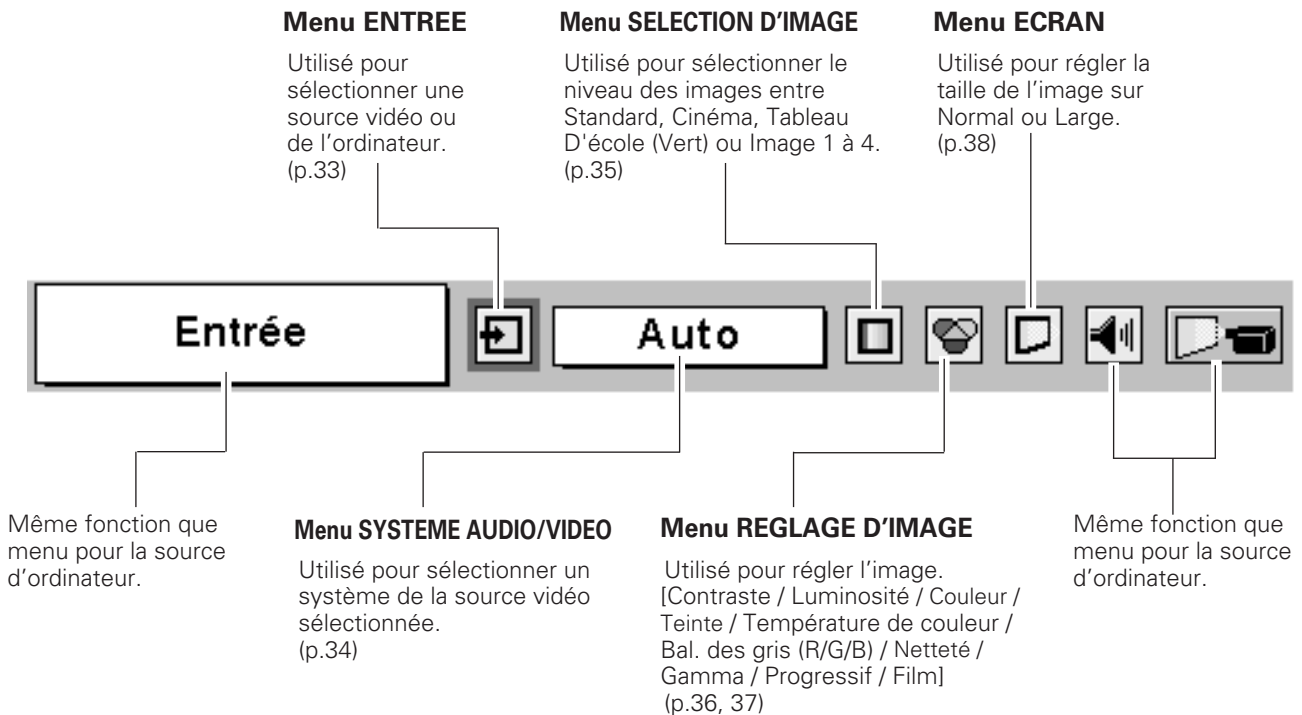 Menu ENTREE
Utilisé pour
sélectionner une
source vidéo ou
de l’ordinateur.
(p.33)
Menu SELECTION D’IMAGE
Utilisé pour sélectionner le
niveau des images entre
Standard, Cinéma, Tableau
D'école (Vert) ou Image 1 à 4.
(p.35)
Menu ECRAN
Utilisé pour régler la
taille de l’image sur
Normal ou Large.
(p.38)
Entrée
Auto
Même fonction que
menu pour la source
d’ordinateur.
Menu SYSTEME AUDIO/VIDEO
Utilisé pour sélectionner un
système de la source vidéo
sélectionnée.
(p.34)
Menu REGLAGE D’IMAGE
Utilisé pour régler l’image.
[Contraste / Luminosité / Couleur /
Teinte / Température de couleur /
Bal. des gris (R/G/B) / Netteté /
Gamma / Progressif / Film]
(p.36, 37)
Même fonction que
menu pour la source
d’ordinateur.